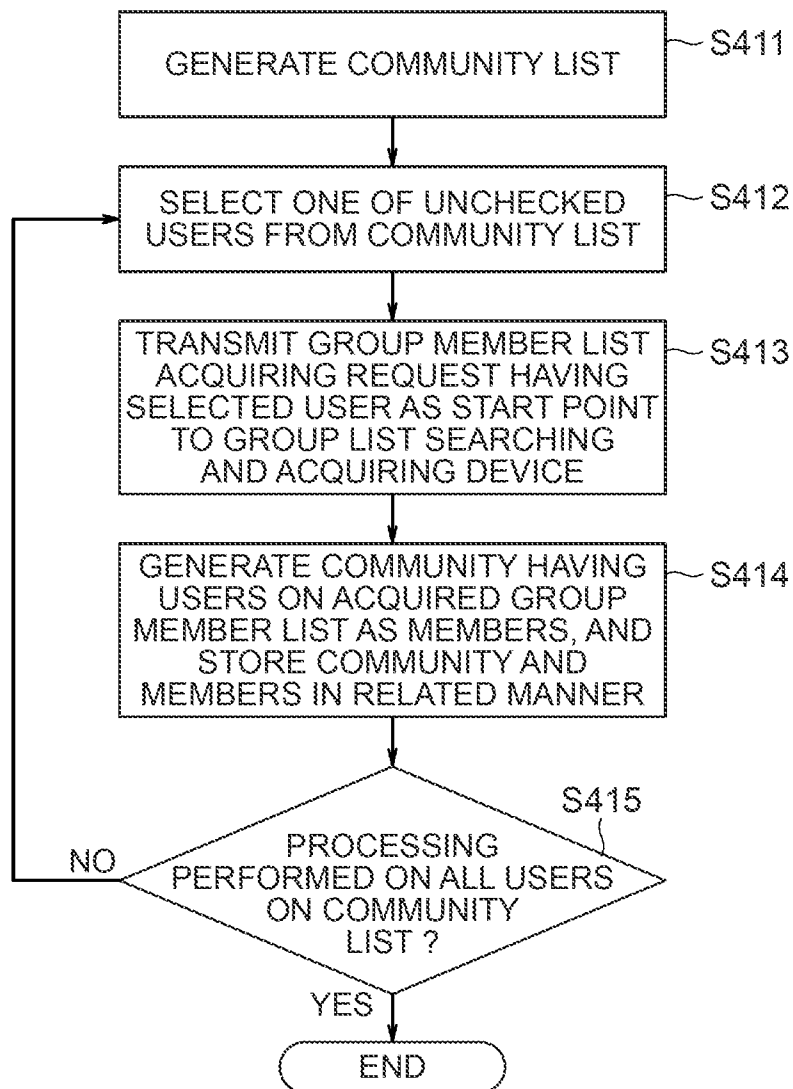 GENERATE COMMUNITY LIST
S411
SELECT ONE OF UNCHECKED
USERS FROM COMMUNITY LIST
S412
TRANSMIT GROUP MEMBER LIST
ACQUIRING REQUEST HAVING
SELECTED USER AS START POINT
TO GROUP LIST SEARCHING
AND ACQUIRING DEVICE
S413
GENERATE COMMUNITY HAVING
USERS ON ACQUIRED GROUP
MEMBER LIST AS MEMBERS, AND
STORE COMMUNITY AND
MEMBERS IN RELATED MANNER
S414
S415
PROCESSING
PERFORMED ON ALL USERS
ON COMMUNITY
LIST ?
NO
YES
END